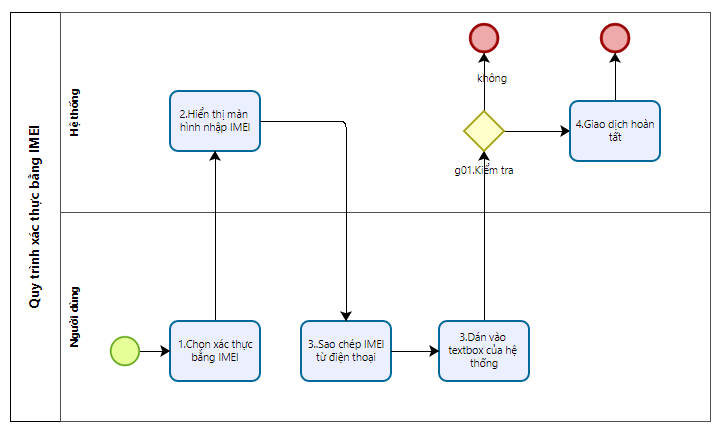 Quy trình xác thực bằng IMEI
Hệ thống
Người dùng
không
2.Hiển thị màn
hình nhập IMEI
4.Giao dịch hoàn
tất
g01.Kiểm tra
1.Chọn xác thực
bằng IMEI
3..Sao chép IMEI
từ điện thoại
3.Dán vào
textbox của hệ
thống